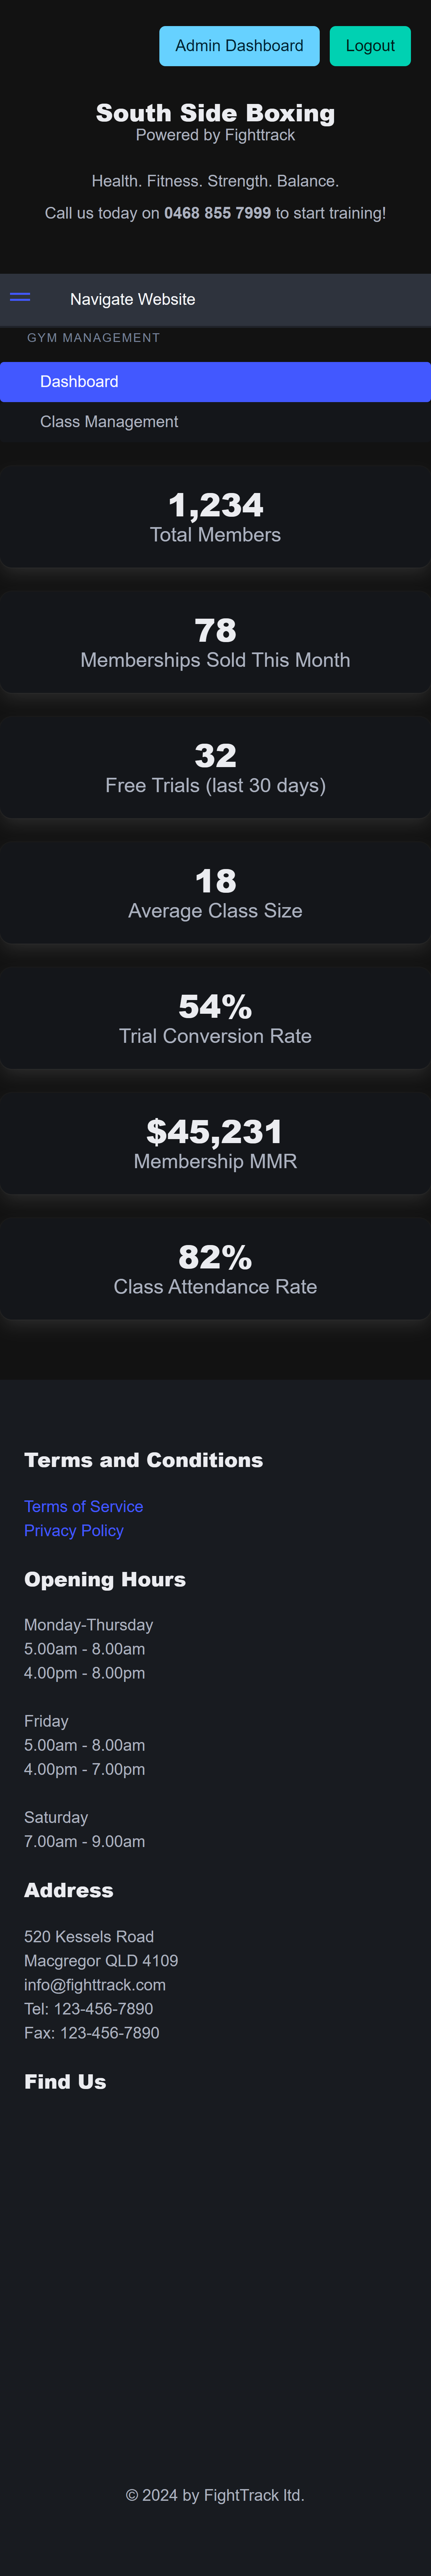 Admin Dashboard
Logout
South Side Boxing
Powered by Fighttrack
Health. Fitness. Strength. Balance.
Call us today on 0468 855 7999 to start training!
Navigate Website
GYM MANAGEMENT
Dashboard
Class Management
1,234
Total Members
78
Memberships Sold This Month
32
Free Trials (last 30 days)
18
Average Class Size
54%
Trial Conversion Rate
$45,231
Membership MMR
82%
Class Attendance Rate
Terms and Conditions
Terms of Service
Privacy Policy
Opening Hours
Monday-Thursday
5.00am - 8.00am
4.00pm - 8.00pm
Friday
5.00am - 8.00am
4.00pm - 7.00pm
Saturday
7.00am - 9.00am
Address
520 Kessels Road
Macgregor QLD 4109
info@fighttrack.com
Tel: 123-456-7890
Fax: 123-456-7890
Find Us
© 2024 by FightTrack ltd.